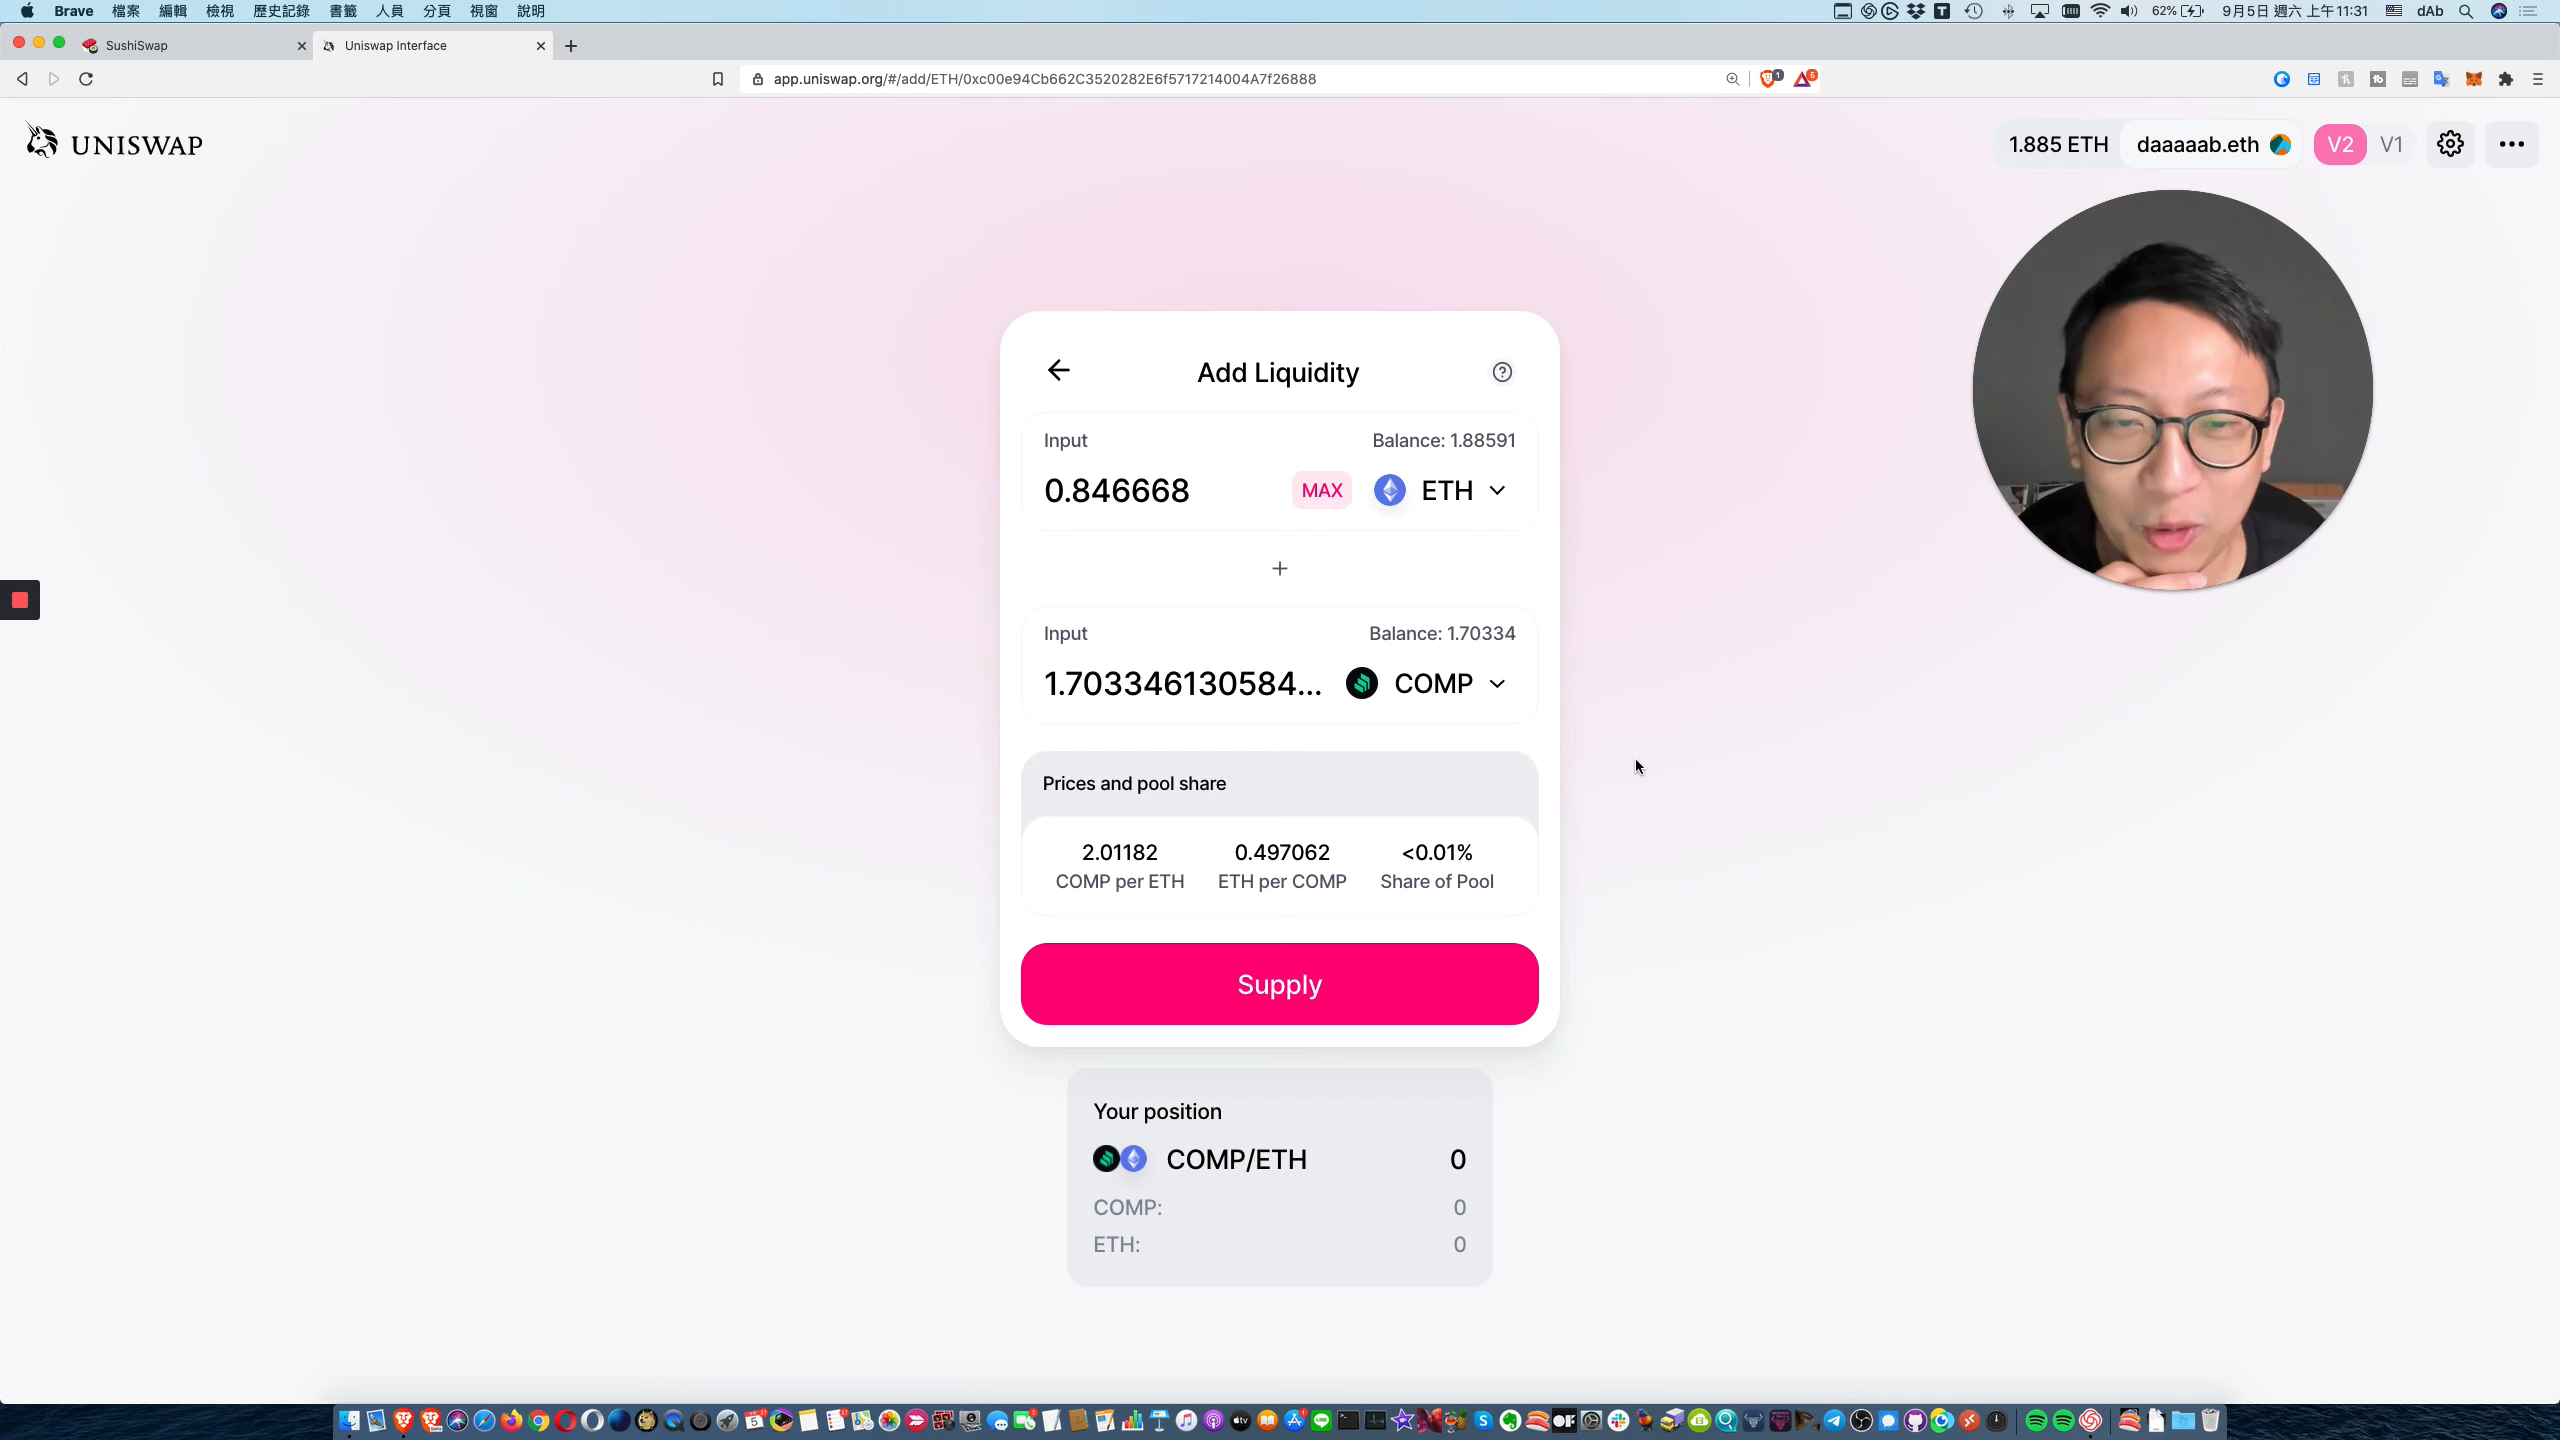 Brave 檔案 編輯 檢視 歷史記錄 書籤 人員 分頁 視窗 說明 62% 9月5日 週六 上午11:31 dAb
SushiSwap Uniswap Interface
app.uniswap.org/#/add/ETH/0xc00e94Cb662C3520282E6f5717214004A7f26888 1 5
UNISWAP 1.885 ETH daaaaab.eth V2 V1
Add Liquidity
Input Balance: 1.88591
0.846668 MAX ETH
+
Input Balance: 1.70334
1.703346130584... COMP
Prices and pool share
2.01182 0.497062 <0.01%
COMP per ETH ETH per COMP Share of Pool
Supply
Your position
COMP/ETH 0
COMP: 0
ETH: 0